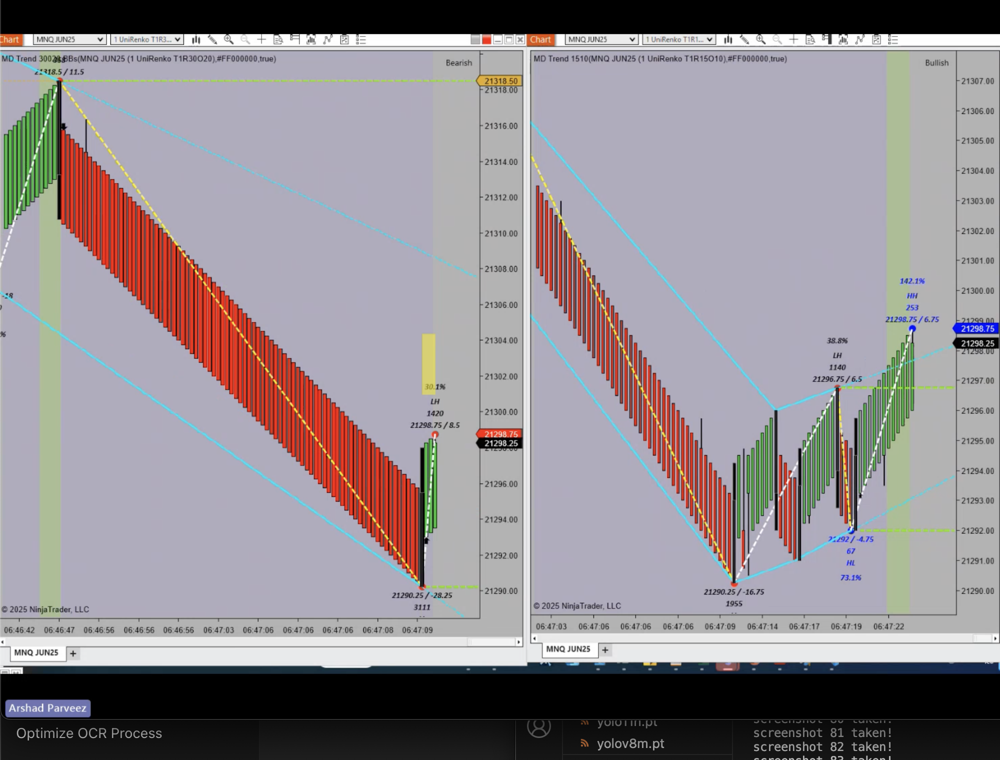 Chart MNQ JUN25 1 UniRenko T1R3...
MD Trend 3002 BBs(MNQ JUN25 (1 UniRenko T1R30O20),#FF000000,true)
Bearish
21318.5 / 11.5
21318.50
21318.00
21316.00
21314.00
21312.00
21310.00
21308.00
21306.00
21304.00
21302.00
21300.00
21298.75
21298.25
21296.00
21294.00
21292.00
21290.00
30.1%
LH
1420
21298.75 / 8.5
21290.25 / -28.25
3111
© 2025 NinjaTrader, LLC
06:46:42 06:46:47 06:46:56 06:46:56 06:46:56 06:47:03 06:47:06 06:47:06 06:47:08 06:47:09
MNQ JUN25 +
Chart MNQ JUN25 1 UniRenko T1R1...
MD Trend 1510(MNQ JUN25 (1 UniRenko T1R15O10),#FF000000,true)
Bullish
21307.00
21306.00
21305.00
21304.00
21303.00
21302.00
21301.00
21300.00
21299.00
21298.75
21298.25
21298.00
21297.00
21296.00
21295.00
21294.00
21293.00
21292.00
21291.00
21290.00
142.1%
HH
253
21298.75 / 6.75
38.8%
LH
1140
21296.75 / 6.5
21292 / -4.75
67
HL
73.1%
21290.25 / -16.75
1955
© 2025 NinjaTrader, LLC
06:47:03 06:47:06 06:47:06 06:47:06 06:47:09 06:47:14 06:47:17 06:47:19 06:47:22
MNQ JUN25 +
Arshad Parveez
Optimize OCR Process
yolo11n.pt
yolov8m.pt
screenshot 81 taken!
screenshot 82 taken!